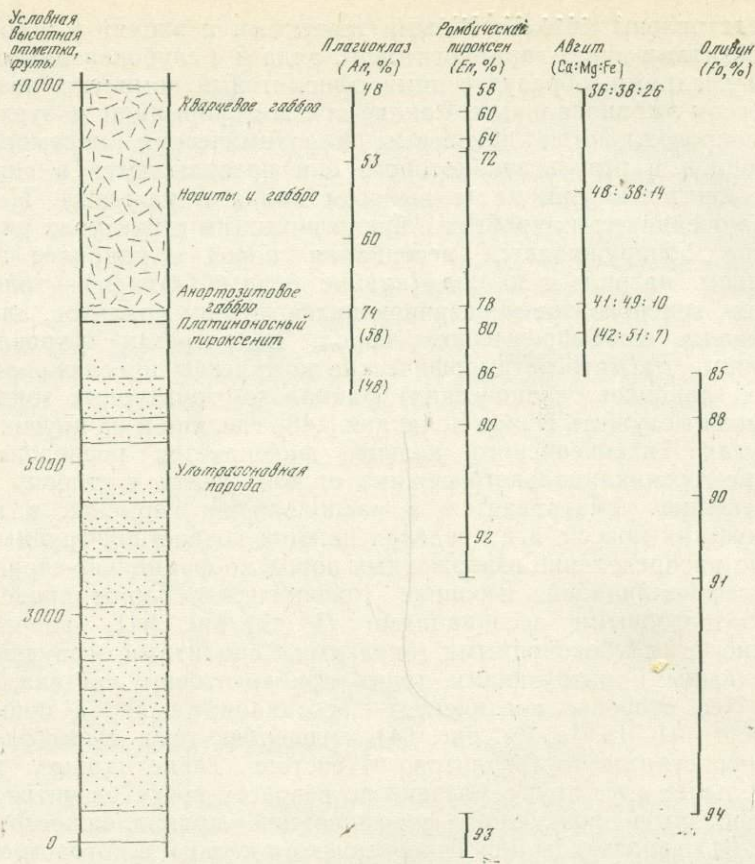 Условная
высотная
отметка,
футы
Плагиоклаз
(An, %)
Ромбический
пироксен
(En, %)
Авгит
(Ca:Mg:Fe)
Оливин
(Fo, %)
10 000
48
58
36:38:26
Кварцевое габбро
60
64
53
72
Нориты и габбро
48:38:14
60
Анортозитовое
габбро
74
78
41:49:10
Платиноносный
пироксенит
(58)
80
(42:51:7)
(48)
86
85
90
88
5000
Ультраосновная
порода
90
92
91
3000
94
0
93